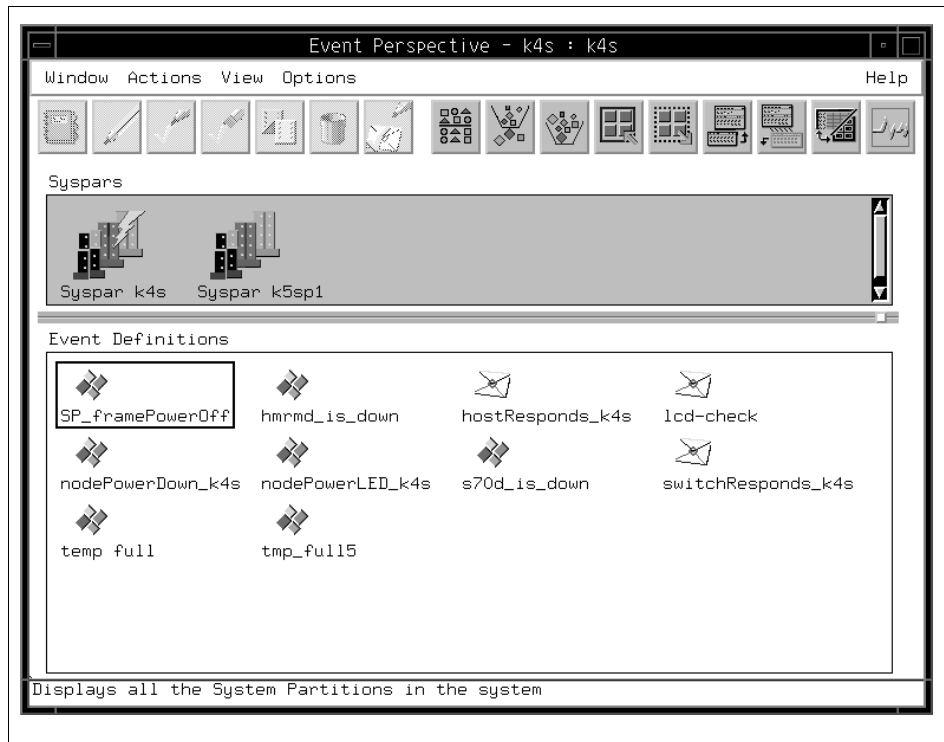 Event Perspective - k4s : k4s
Window Actions View Options Help
Syspars
Syspar k4s Syspar k5sp1
Event Definitions
SP_framePowerOff hmrmd_is_down hostResponds_k4s lcd-check
nodePowerDown_k4s nodePowerLED_k4s s70d_is_down switchResponds_k4s
temp full tmp_full5
Displays all the System Partitions in the system